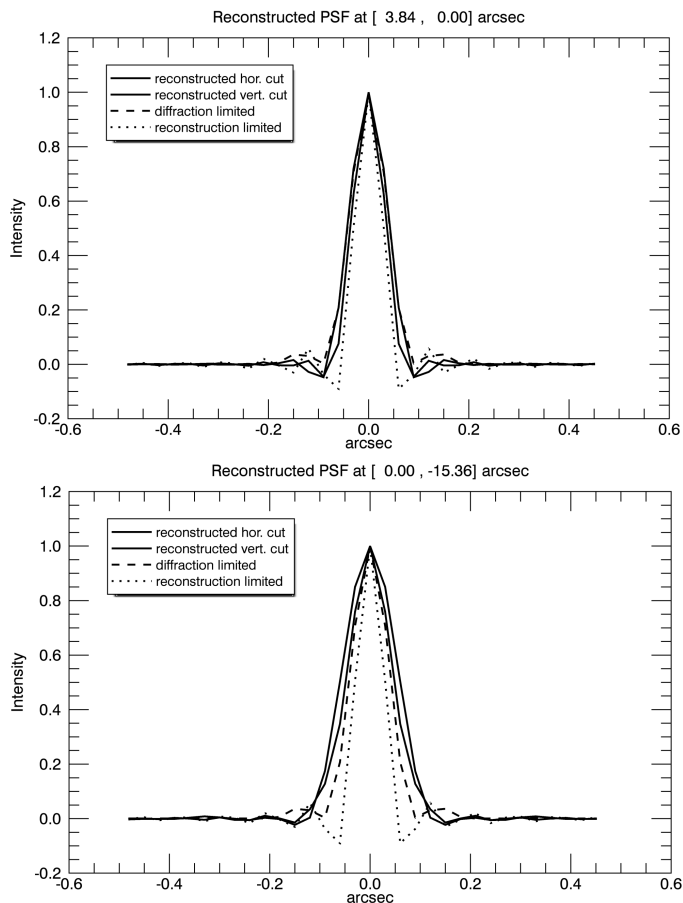 Reconstructed PSF at [ 3.84 , 0.00] arcsec
1.2
1.0
0.8
0.6
0.4
0.2
0.0
-0.2
Intensity
reconstructed hor. cut
reconstructed vert. cut
diffraction limited
reconstruction limited
-0.6 -0.4 -0.2 0.0 0.2 0.4 0.6
arcsec
Reconstructed PSF at [ 0.00 , -15.36] arcsec
1.2
1.0
0.8
0.6
0.4
0.2
0.0
-0.2
Intensity
reconstructed hor. cut
reconstructed vert. cut
diffraction limited
reconstruction limited
-0.6 -0.4 -0.2 0.0 0.2 0.4 0.6
arcsec